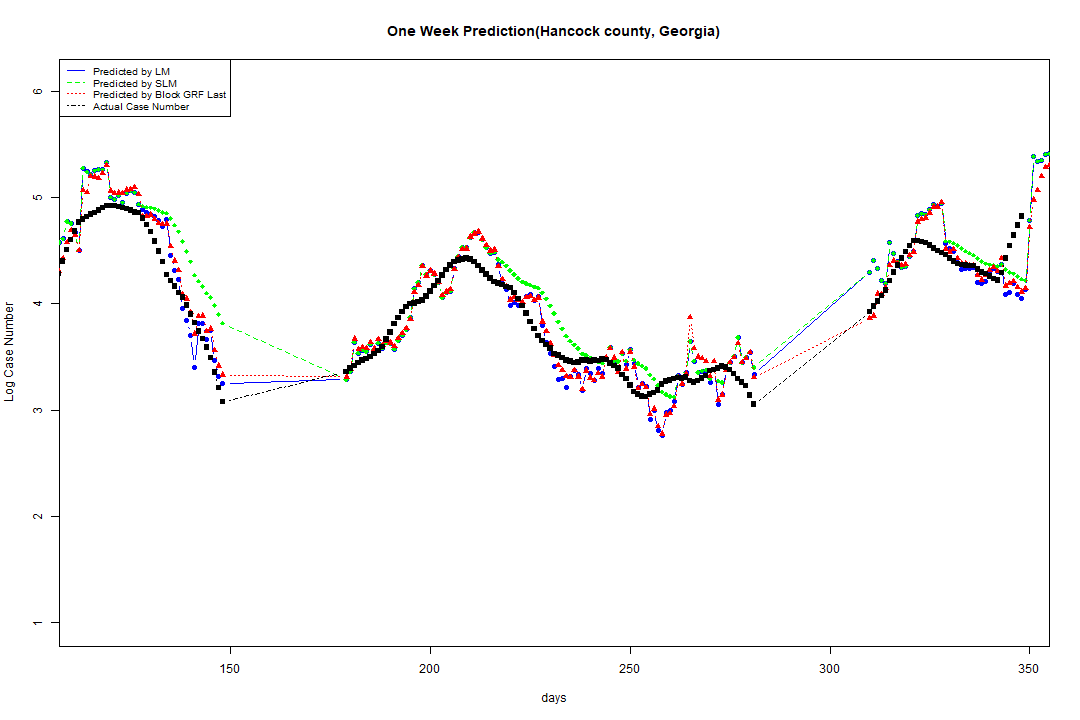 One Week Prediction(Hancock county, Georgia)
Predicted by LM
Predicted by SLM
Predicted by Block GRF Last
Actual Case Number
Log Case Number
6
5
4
3
2
1
150
200
250
300
350
days